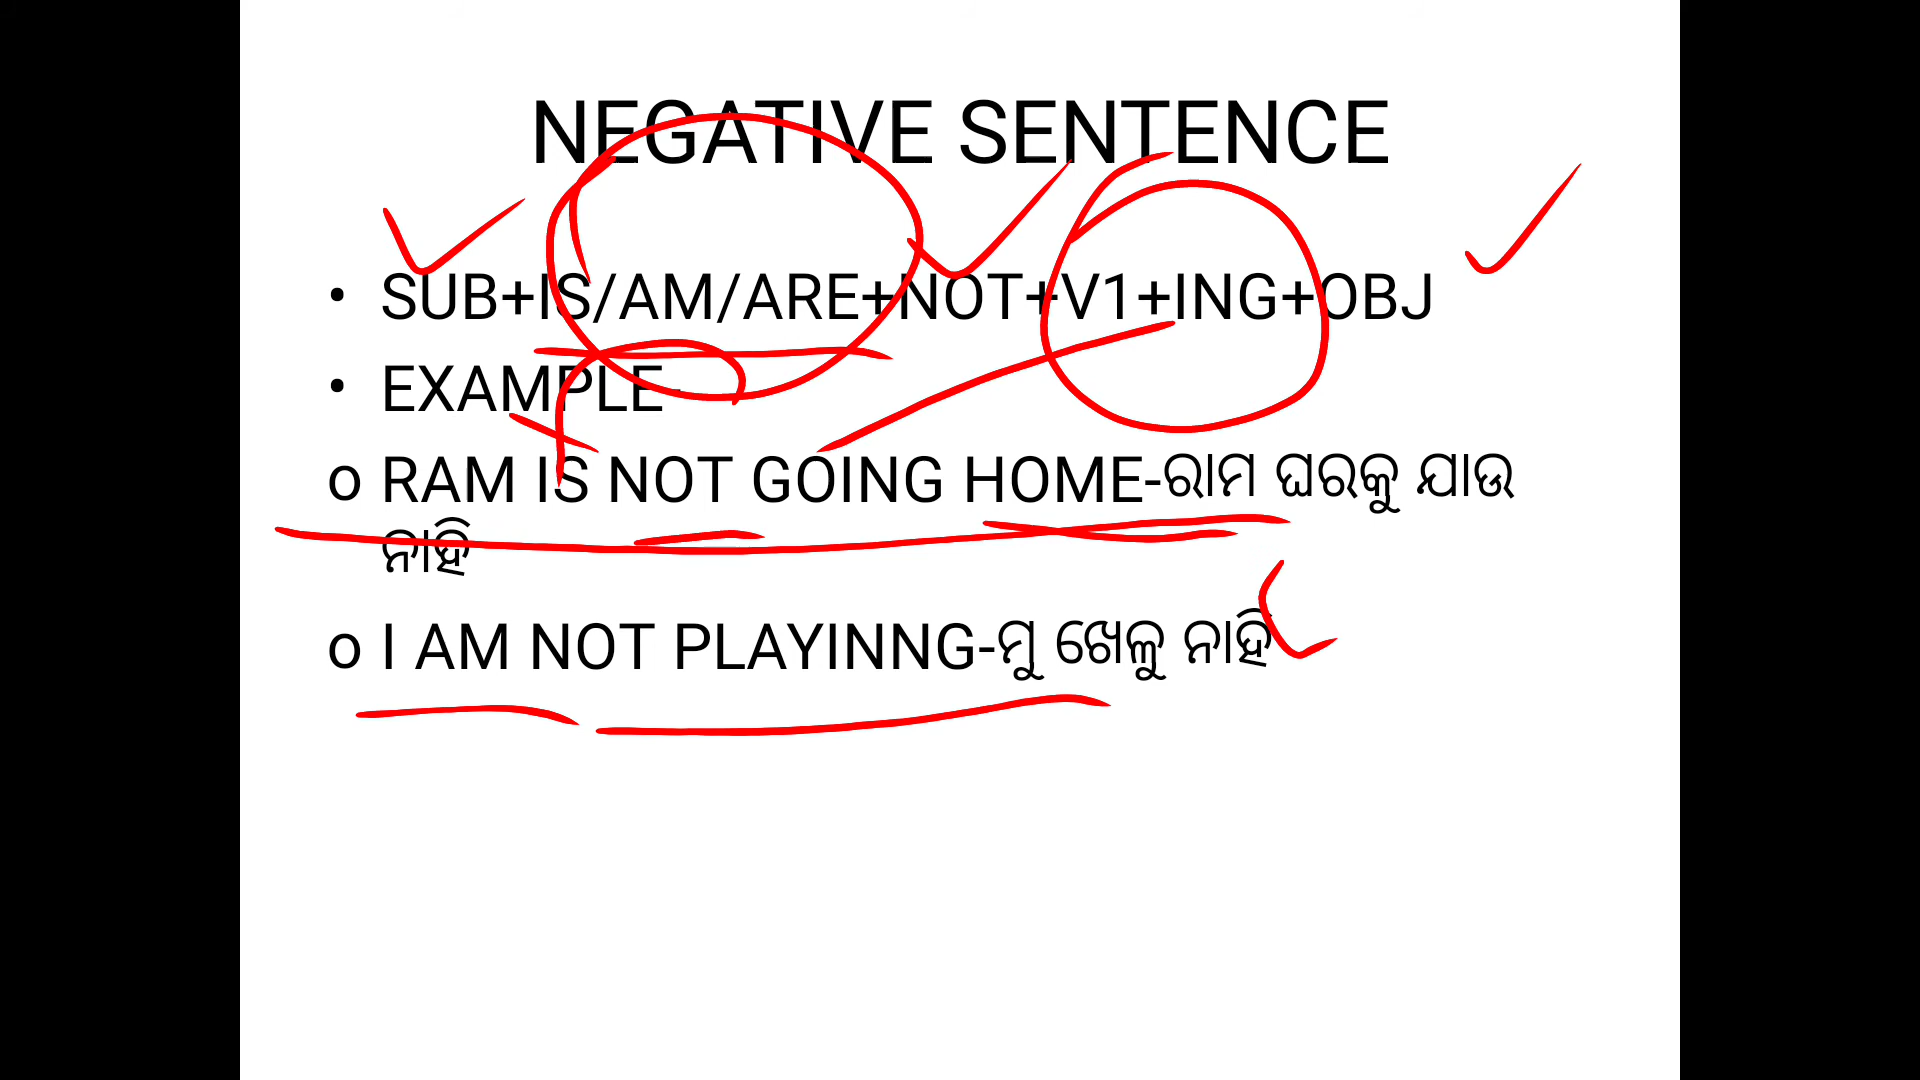 NEGATIVE SENTENCE
• SUB+IS/AM/ARE+NOT+V1+ING+OBJ
• EXAMPLE-
o RAM IS NOT GOING HOME-ରାମ ଘରକୁ ଯାଉ
ନାହିଁ
o I AM NOT PLAYINNG-ମୁ ଖେଳୁ ନାହିଁ